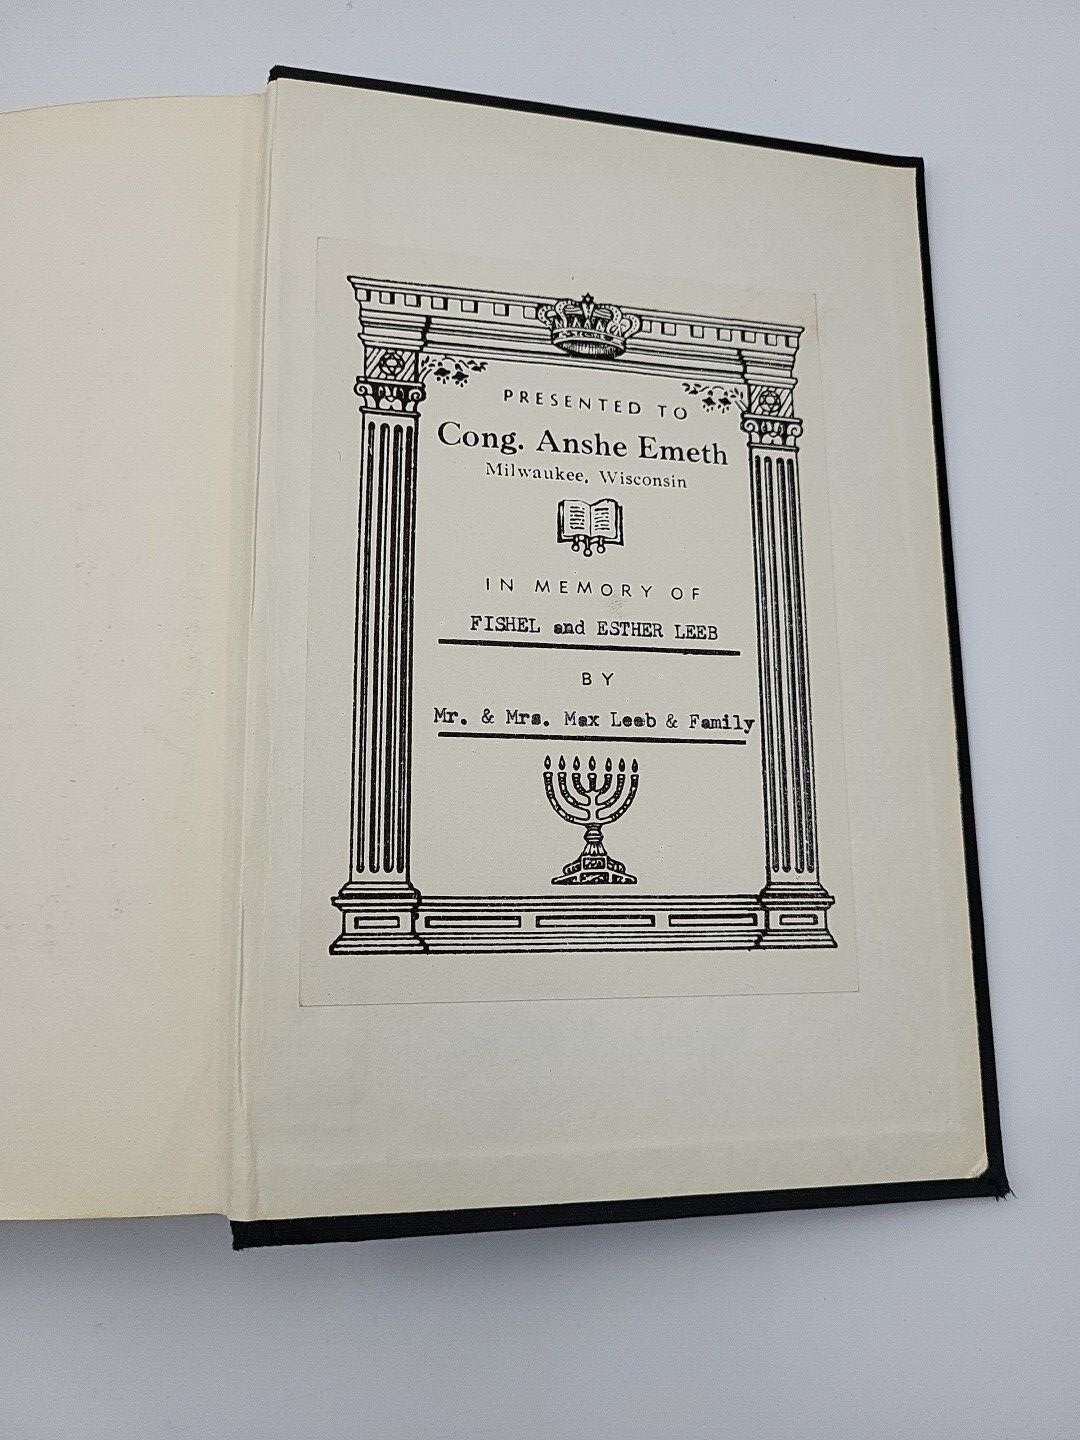 PRESENTED TO
Cong. Anshe Emeth
Milwaukee, Wisconsin
IN MEMORY OF
FISHEL and ESTHER LEEB
BY
Mr. & Mrs. Max Leeb & Family